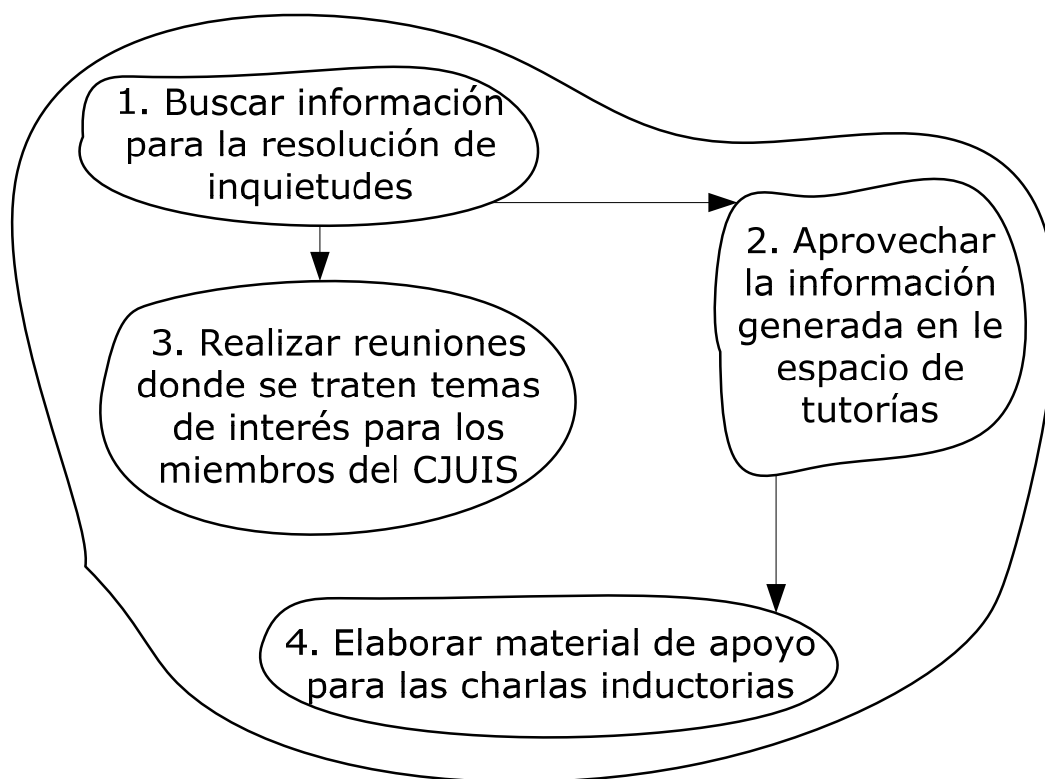 1. Buscar información
para la resolución de
inquietudes
2. Aprovechar
la información
generada en le
espacio de
tutorías
3. Realizar reuniones
donde se traten temas
de interés para los
miembros del CJUIS
4. Elaborar material de apoyo
para las charlas inductorias